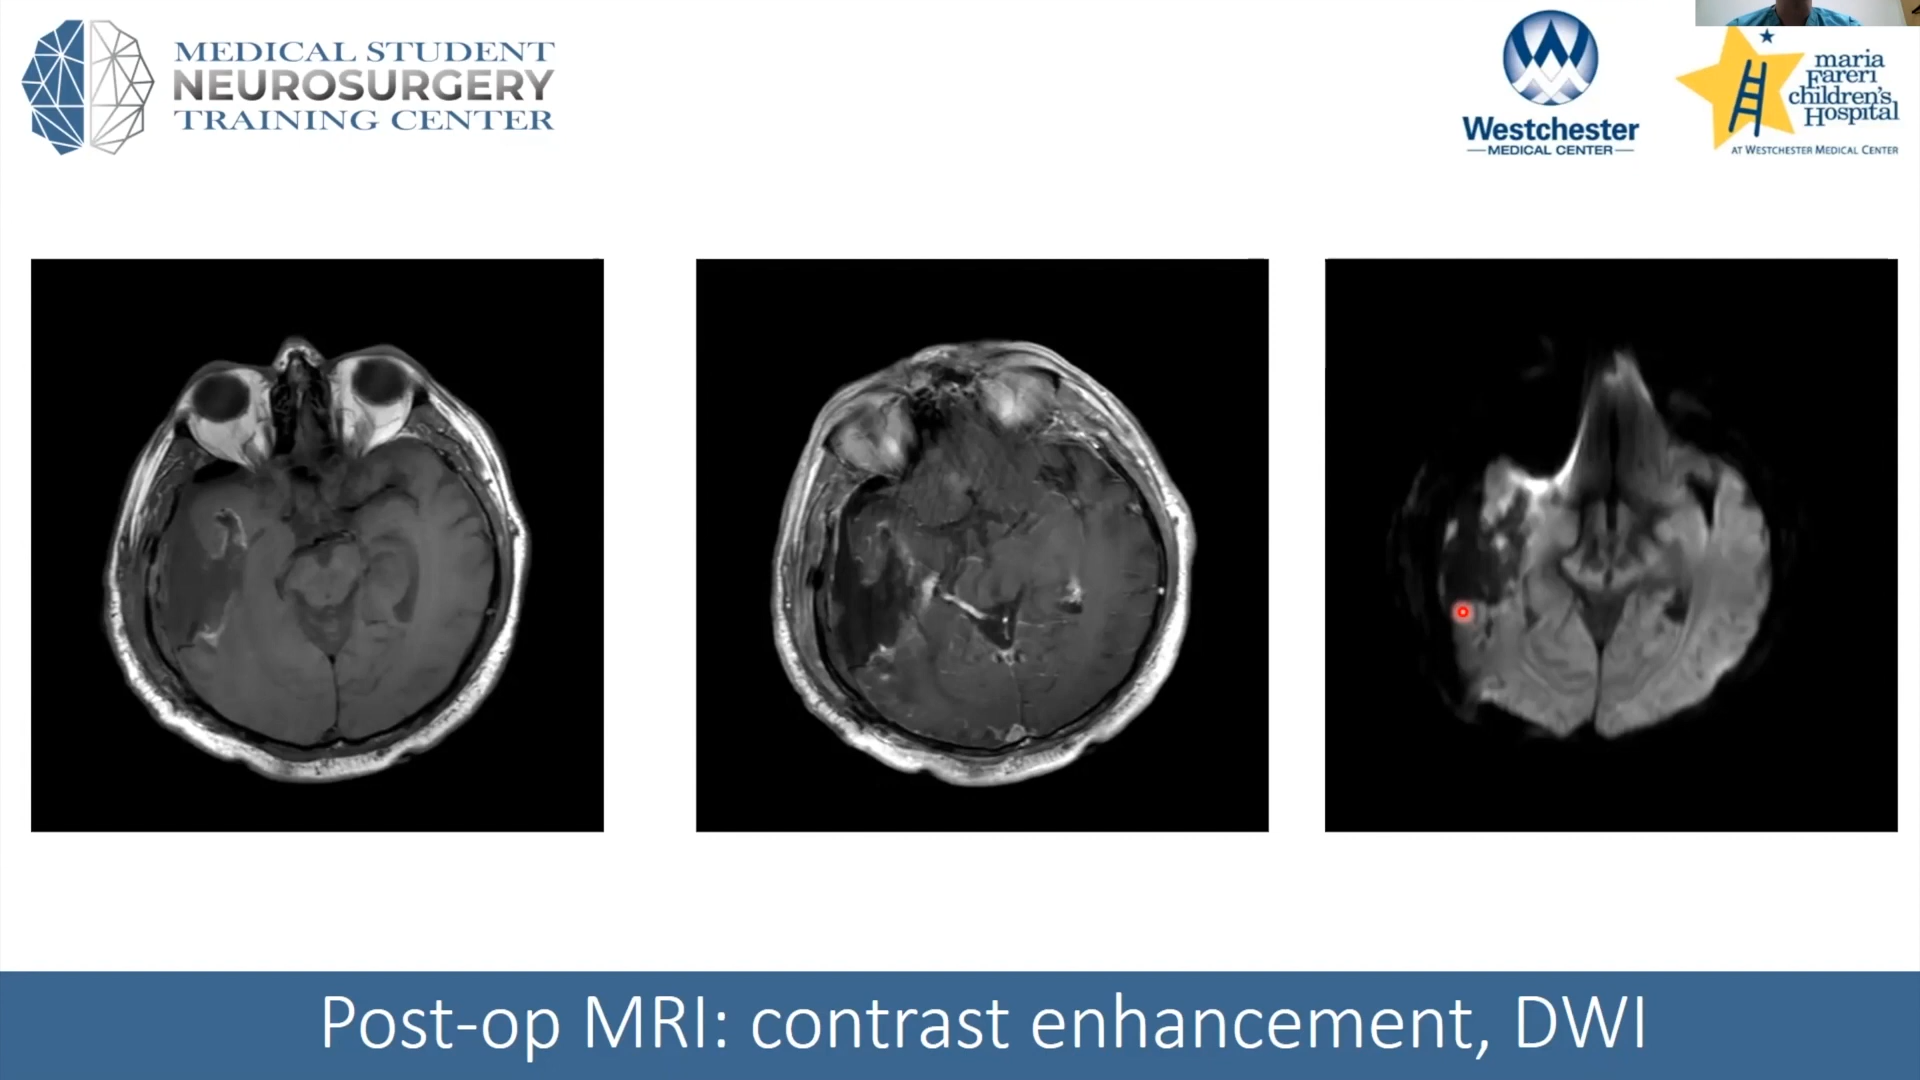 MEDICAL STUDENT
NEUROSURGERY
TRAINING CENTER
Westchester
MEDICAL CENTER
maria
Fareri
children's
Hospital
AT WESTCHESTER MEDICAL CENTER
Post-op MRI: contrast enhancement, DWI